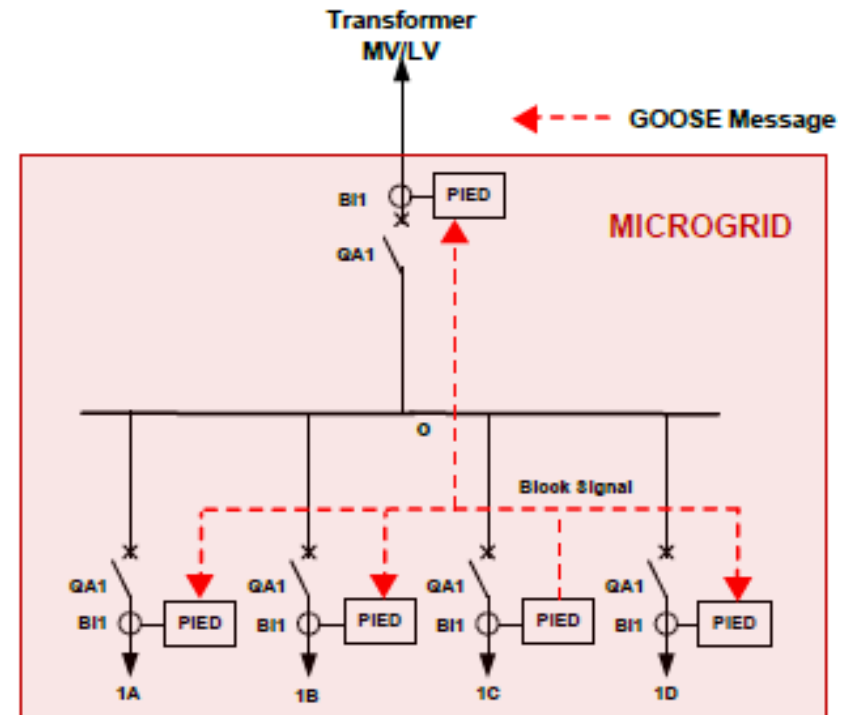 Transformer
MV/LV
GOOSE Message
BI1
PIED
MICROGRID
QA1
O
Block Signal
QA1
QA1
QA1
QA1
BI1
PIED
BI1
PIED
BI1
PIED
BI1
PIED
1A
1B
1C
1D